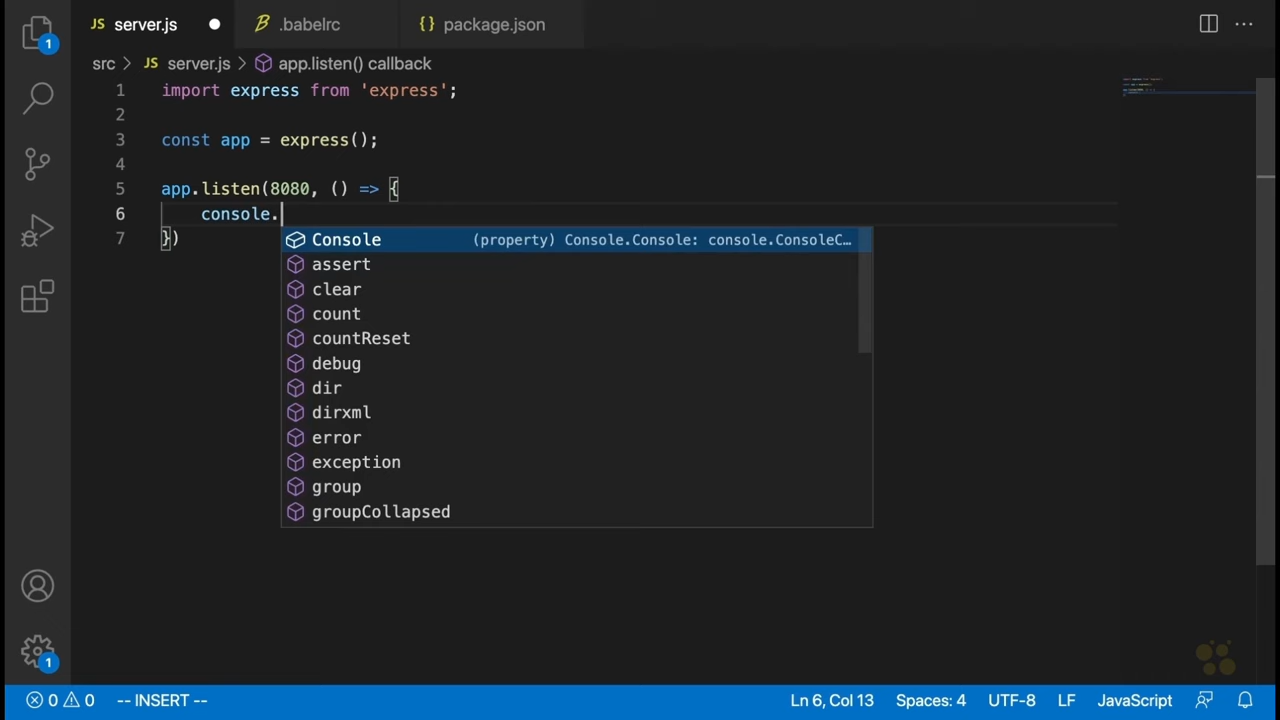 JS server.js .babelrc {} package.json
src > JS server.js > app.listen() callback
1 import express from 'express';
2
3 const app = express();
4
5 app.listen(8080, () => {
6 console.
7 })
Console (property) Console.Console: console.ConsoleC…
assert
clear
count
countReset
debug
dir
dirxml
error
exception
group
groupCollapsed
1
1
0 0 -- INSERT -- Ln 6, Col 13 Spaces: 4 UTF-8 LF JavaScript